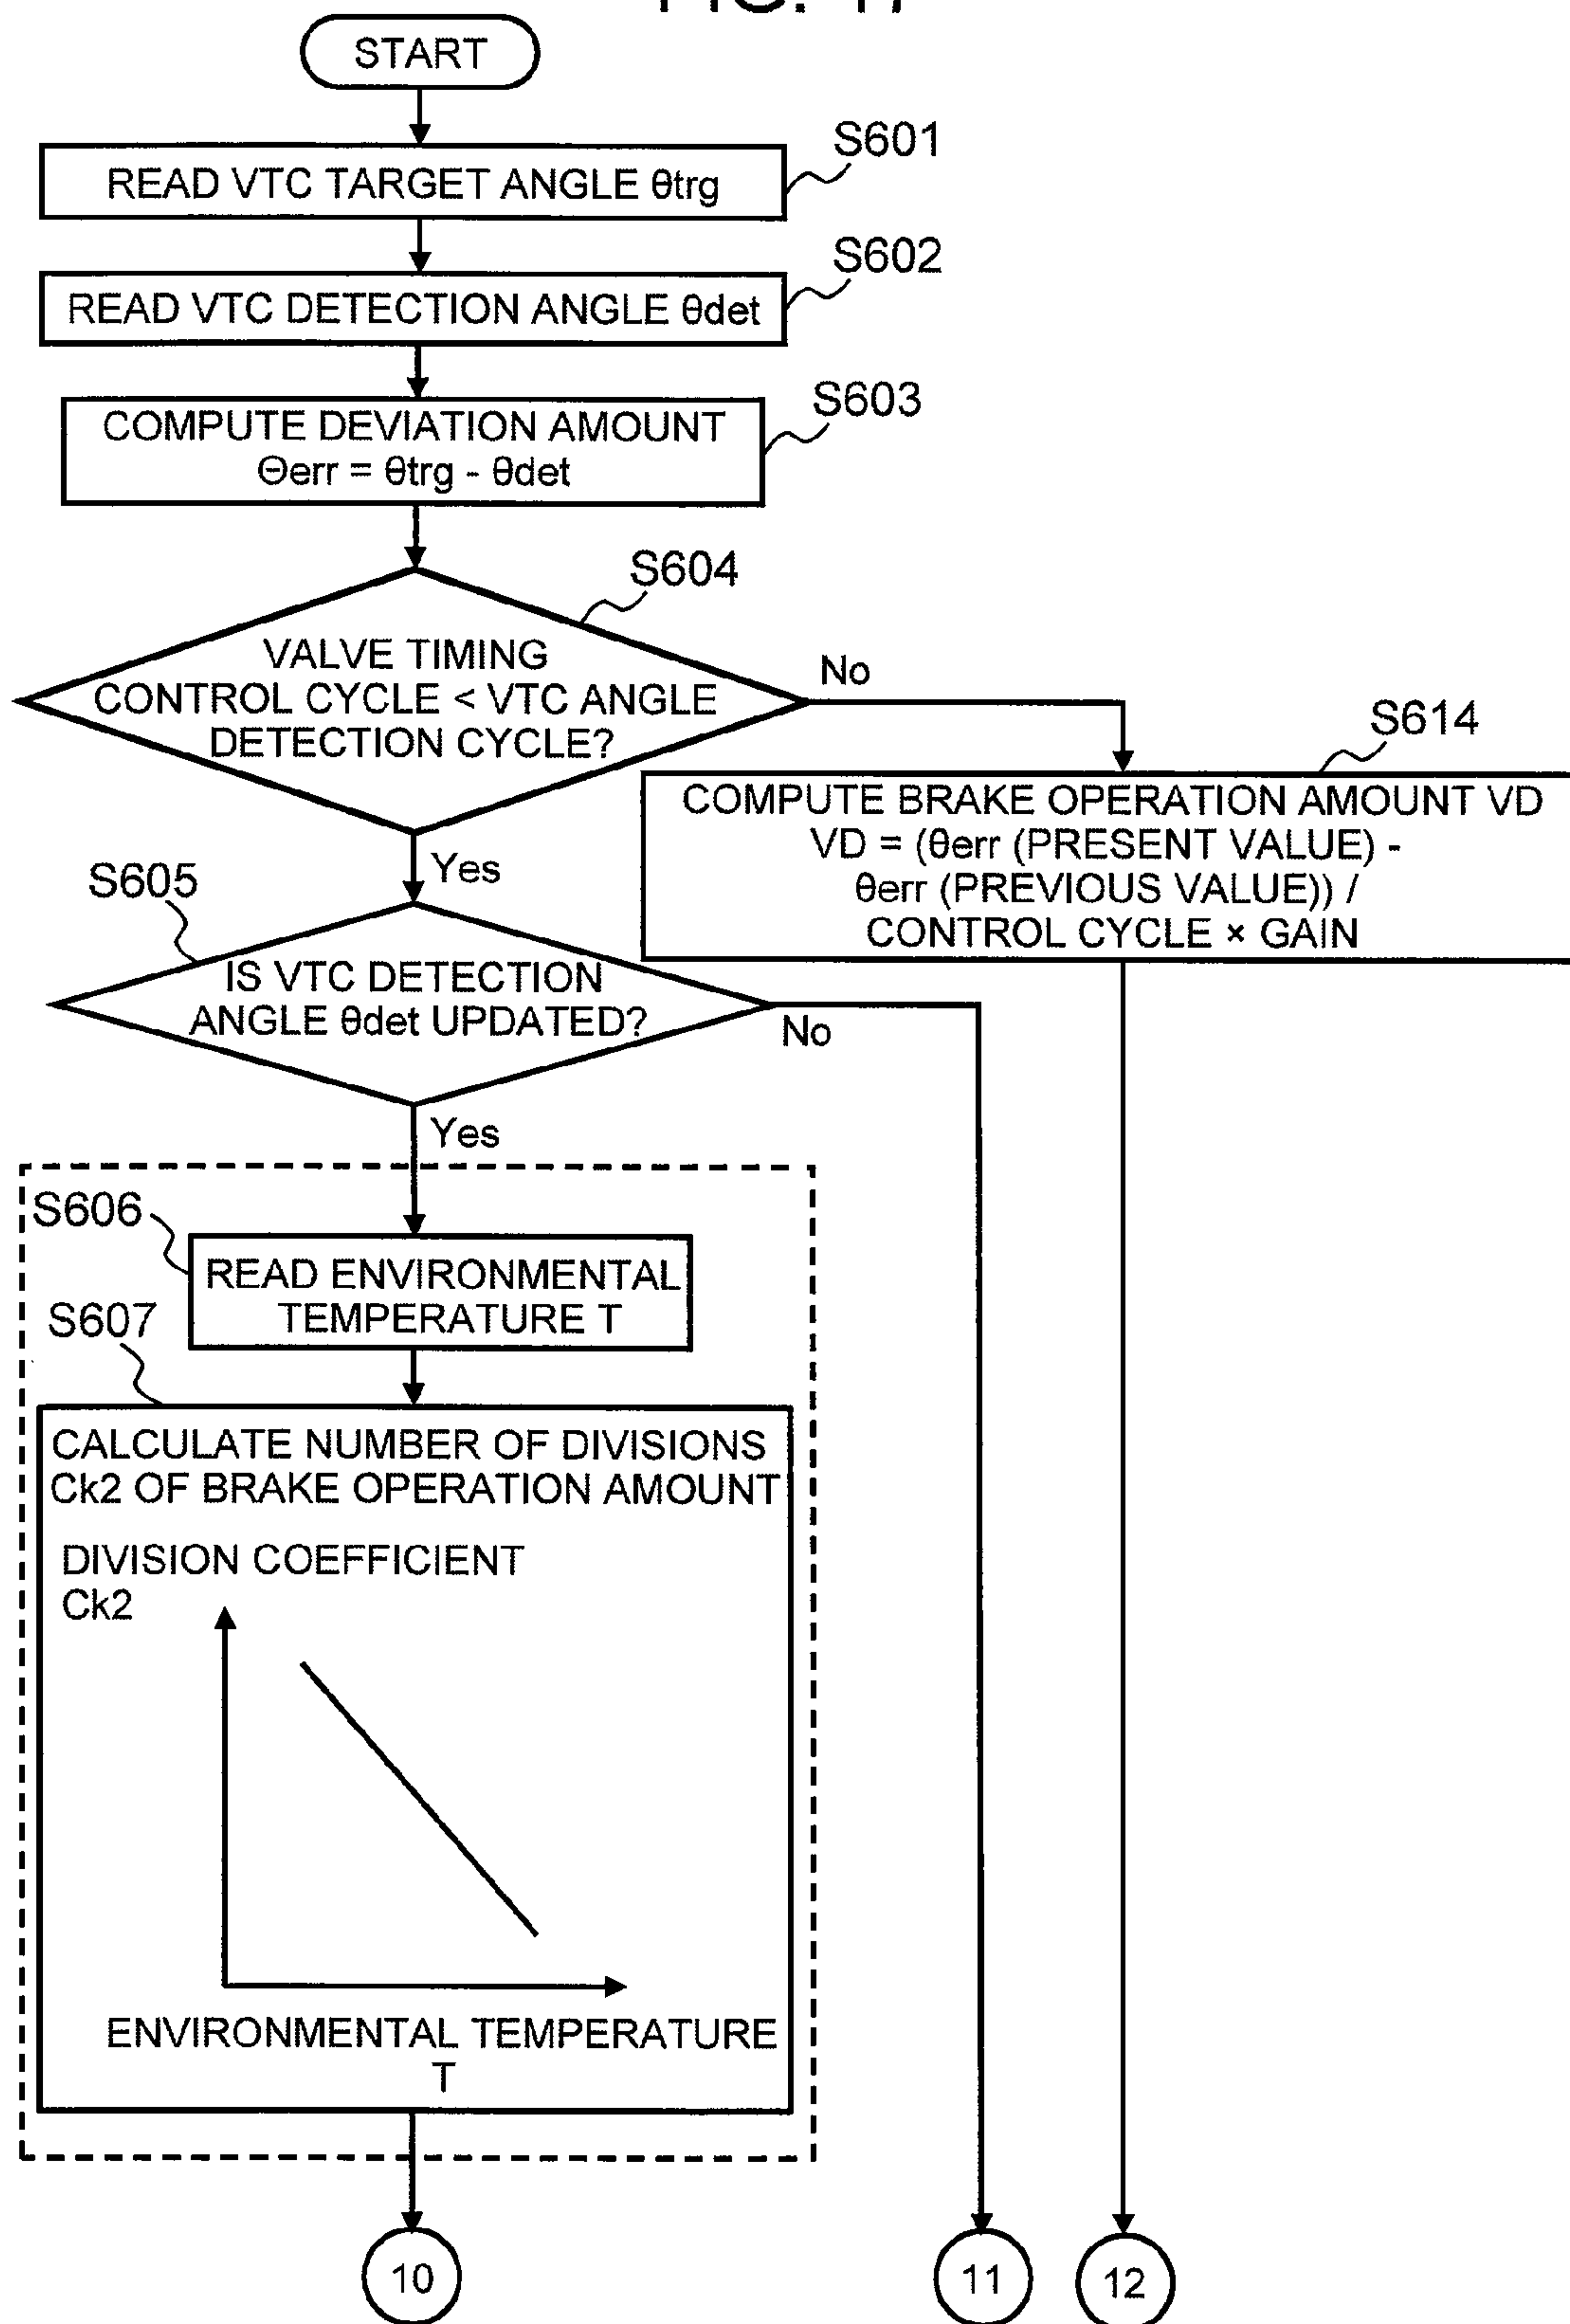 START
S601
READ VTC TARGET ANGLE θtrg
S602
READ VTC DETECTION ANGLE θdet
S603
COMPUTE DEVIATION AMOUNT
Θerr = θtrg - θdet
S604
VALVE TIMING
CONTROL CYCLE < VTC ANGLE
DETECTION CYCLE?
No
Yes
S614
COMPUTE BRAKE OPERATION AMOUNT VD
VD = (θerr (PRESENT VALUE) -
θerr (PREVIOUS VALUE)) /
CONTROL CYCLE × GAIN
S605
IS VTC DETECTION
ANGLE θdet UPDATED?
No
Yes
S606
READ ENVIRONMENTAL
TEMPERATURE T
S607
CALCULATE NUMBER OF DIVISIONS
Ck2 OF BRAKE OPERATION AMOUNT
DIVISION COEFFICIENT
Ck2
ENVIRONMENTAL TEMPERATURE
T
10
11
12